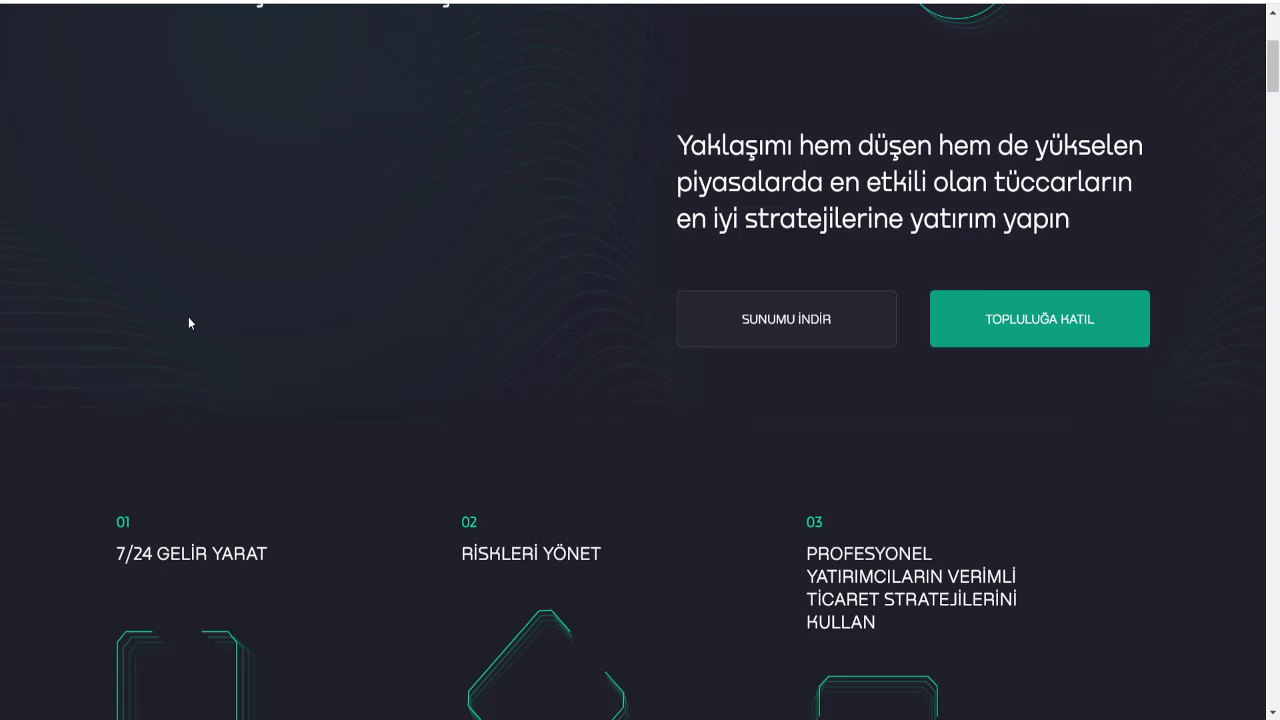 Yaklaşımı hem düşen hem de yükselen
piyasalarda en etkili olan tüccarların
en iyi stratejilerine yatırım yapın
SUNUMU İNDİR
TOPLULUĞA KATIL
01
7/24 GELİR YARAT
02
RİSKLERİ YÖNET
03
PROFESYONEL
YATIRIMCILARIN VERİMLİ
TİCARET STRATEJİLERİNİ
KULLAN